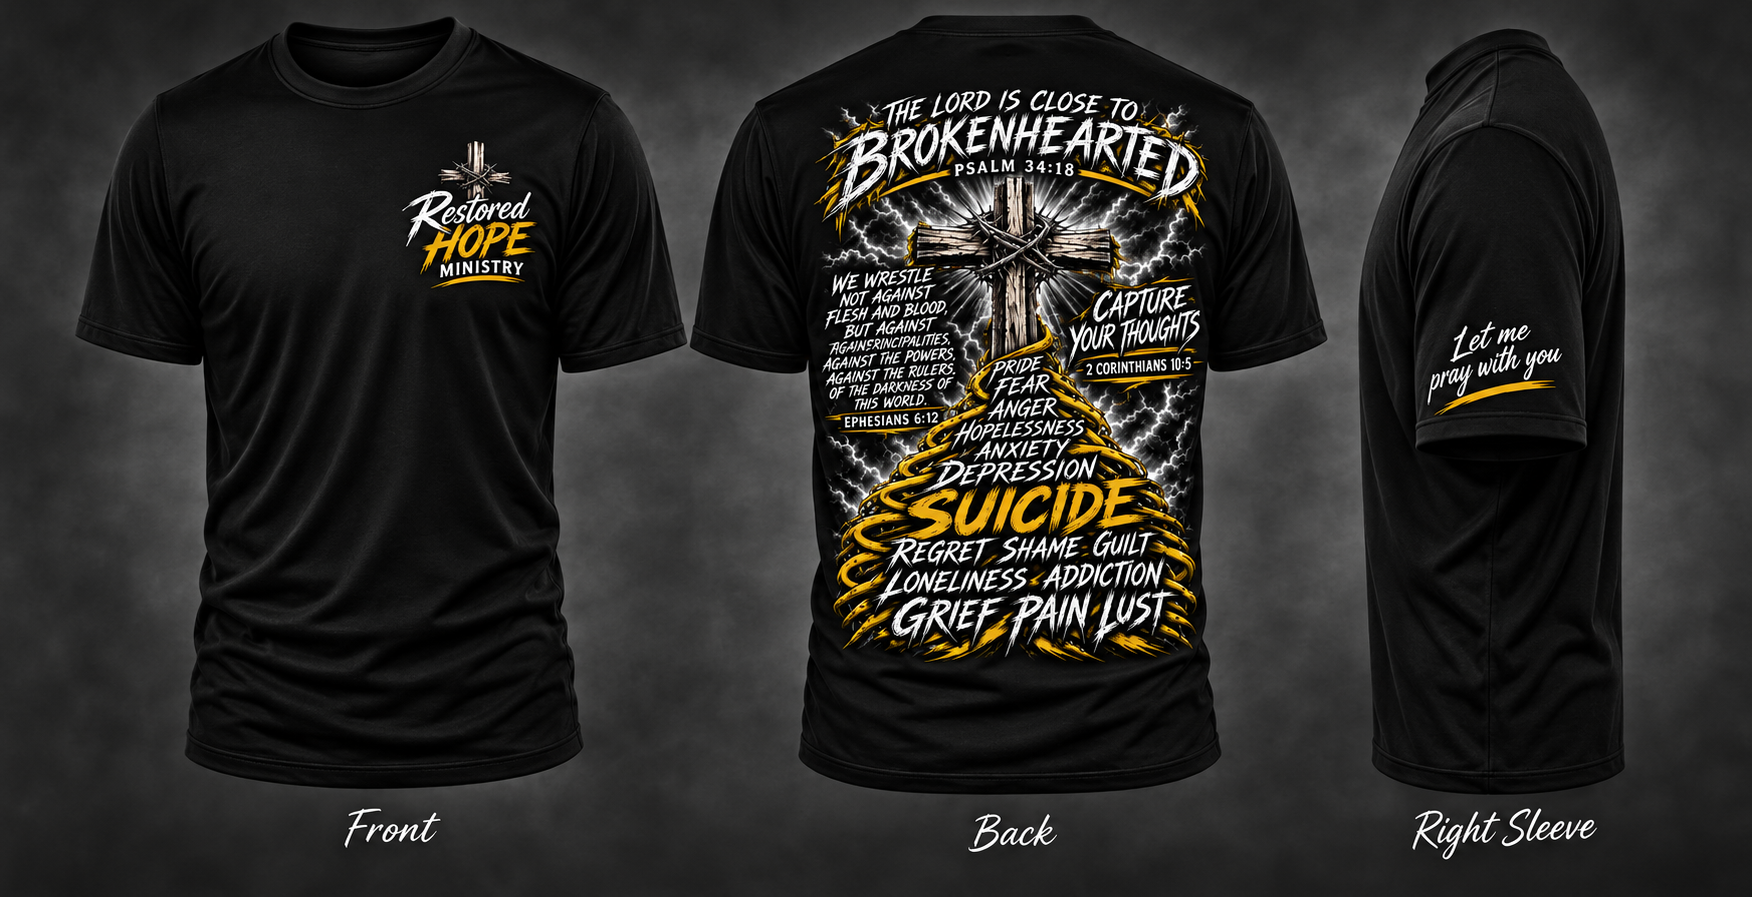 Restored
HOPE
MINISTRY
THE LORD IS CLOSE TO
BROKENHEARTED
PSALM 34:18
WE WRESTLE
NOT AGAINST
FLESH AND BLOOD,
BUT AGAINST
AGAINSRINCIPALITIES,
AGAINST THE POWERS,
AGAINST THE RULERS,
OF THE DARKNESS OF
THIS WORLD.
EPHESIANS 6:12
CAPTURE
YOUR THOUGHTS
2 CORINTHIANS 10:5
PRIDE
FEAR
ANGER
HOPELESSNESS
ANXIETY
DEPRESSION
SUICIDE
REGRET SHAME GUILT
LONELINESS ADDICTION
GRIEF PAIN LUST
Let me
pray with you
Front
Back
Right Sleeve